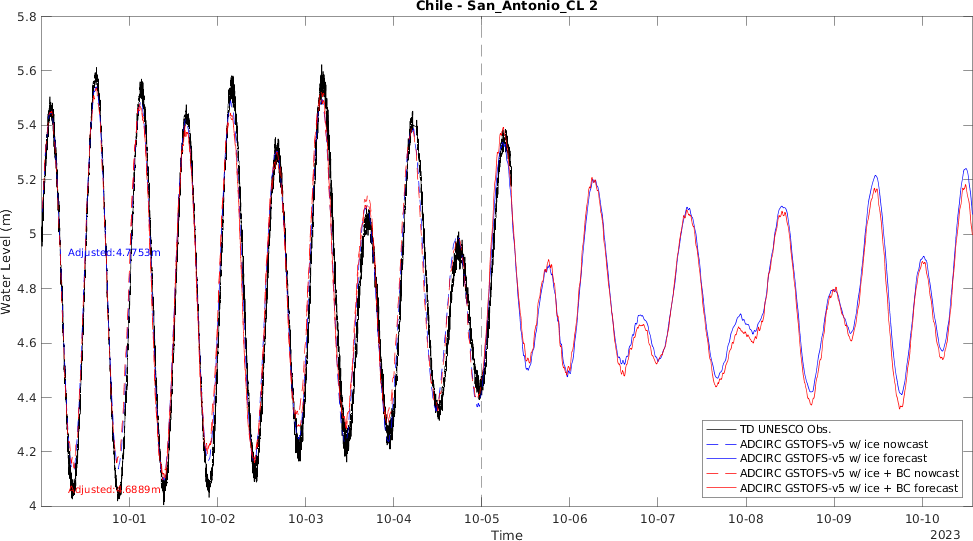 Chile - San_Antonio_CL 2
Water Level (m)
5.8
5.6
5.4
5.2
5
4.8
4.6
4.4
4.2
4
Adjusted:4.7753m
Adjusted:4.6889m
TD UNESCO Obs.
ADCIRC GSTOFS-v5 w/ ice nowcast
ADCIRC GSTOFS-v5 w/ ice forecast
ADCIRC GSTOFS-v5 w/ ice + BC nowcast
ADCIRC GSTOFS-v5 w/ ice + BC forecast
10-01 10-02 10-03 10-04 10-05 10-06 10-07 10-08 10-09 10-10
Time
2023